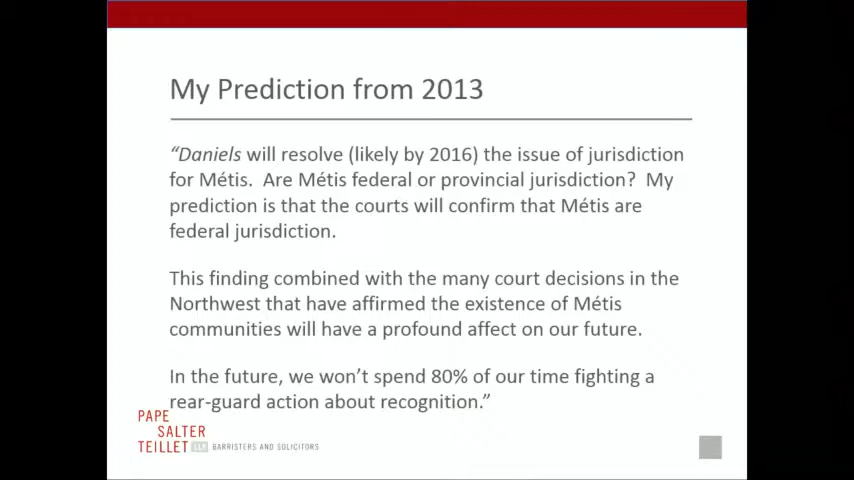 My Prediction from 2013
“Daniels will resolve (likely by 2016) the issue of jurisdiction
for Métis.  Are Métis federal or provincial jurisdiction?  My
prediction is that the courts will confirm that Métis are
federal jurisdiction.
This finding combined with the many court decisions in the
Northwest that have affirmed the existence of Métis
communities will have a profound affect on our future.
In the future, we won’t spend 80% of our time fighting a
rear-guard action about recognition.”
PAPE
SALTER
TEILLET LLP BARRISTERS AND SOLICITORS